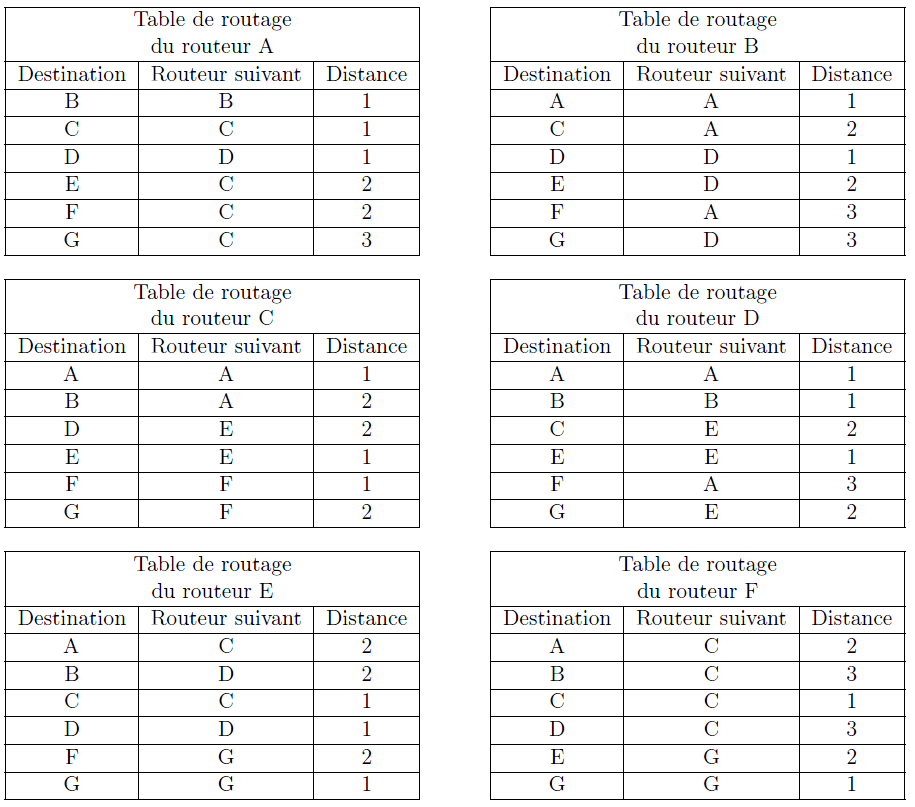 Table de routage
du routeur A
Destination Routeur suivant Distance
B B 1
C C 1
D D 1
E C 2
F C 2
G C 3
Table de routage
du routeur B
Destination Routeur suivant Distance
A A 1
C A 2
D D 1
E D 2
F A 3
G D 3
Table de routage
du routeur C
Destination Routeur suivant Distance
A A 1
B A 2
D E 2
E E 1
F F 1
G F 2
Table de routage
du routeur D
Destination Routeur suivant Distance
A A 1
B B 1
C E 2
E E 1
F A 3
G E 2
Table de routage
du routeur E
Destination Routeur suivant Distance
A C 2
B D 2
C C 1
D D 1
F G 2
G G 1
Table de routage
du routeur F
Destination Routeur suivant Distance
A C 2
B C 3
C C 1
D C 3
E G 2
G G 1